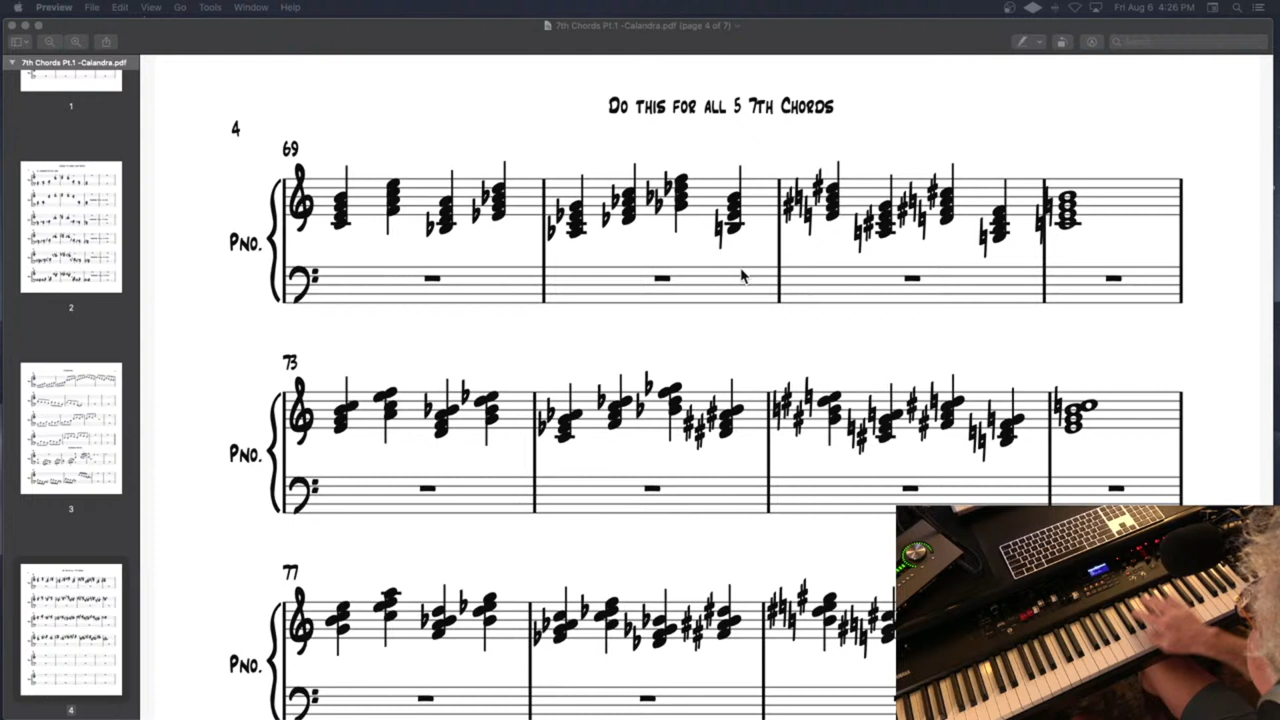 Preview File Edit View Go Tools Window Help Fri Aug 6 4:26 PM
7th Chords Pt.1 -Calandra.pdf (page 4 of 7)
Search
7th Chords Pt.1 -Calandra.pdf
1
2
3
4
Do this for all 5 7th Chords
4
69
Pno.
73
Pno.
77
Pno.